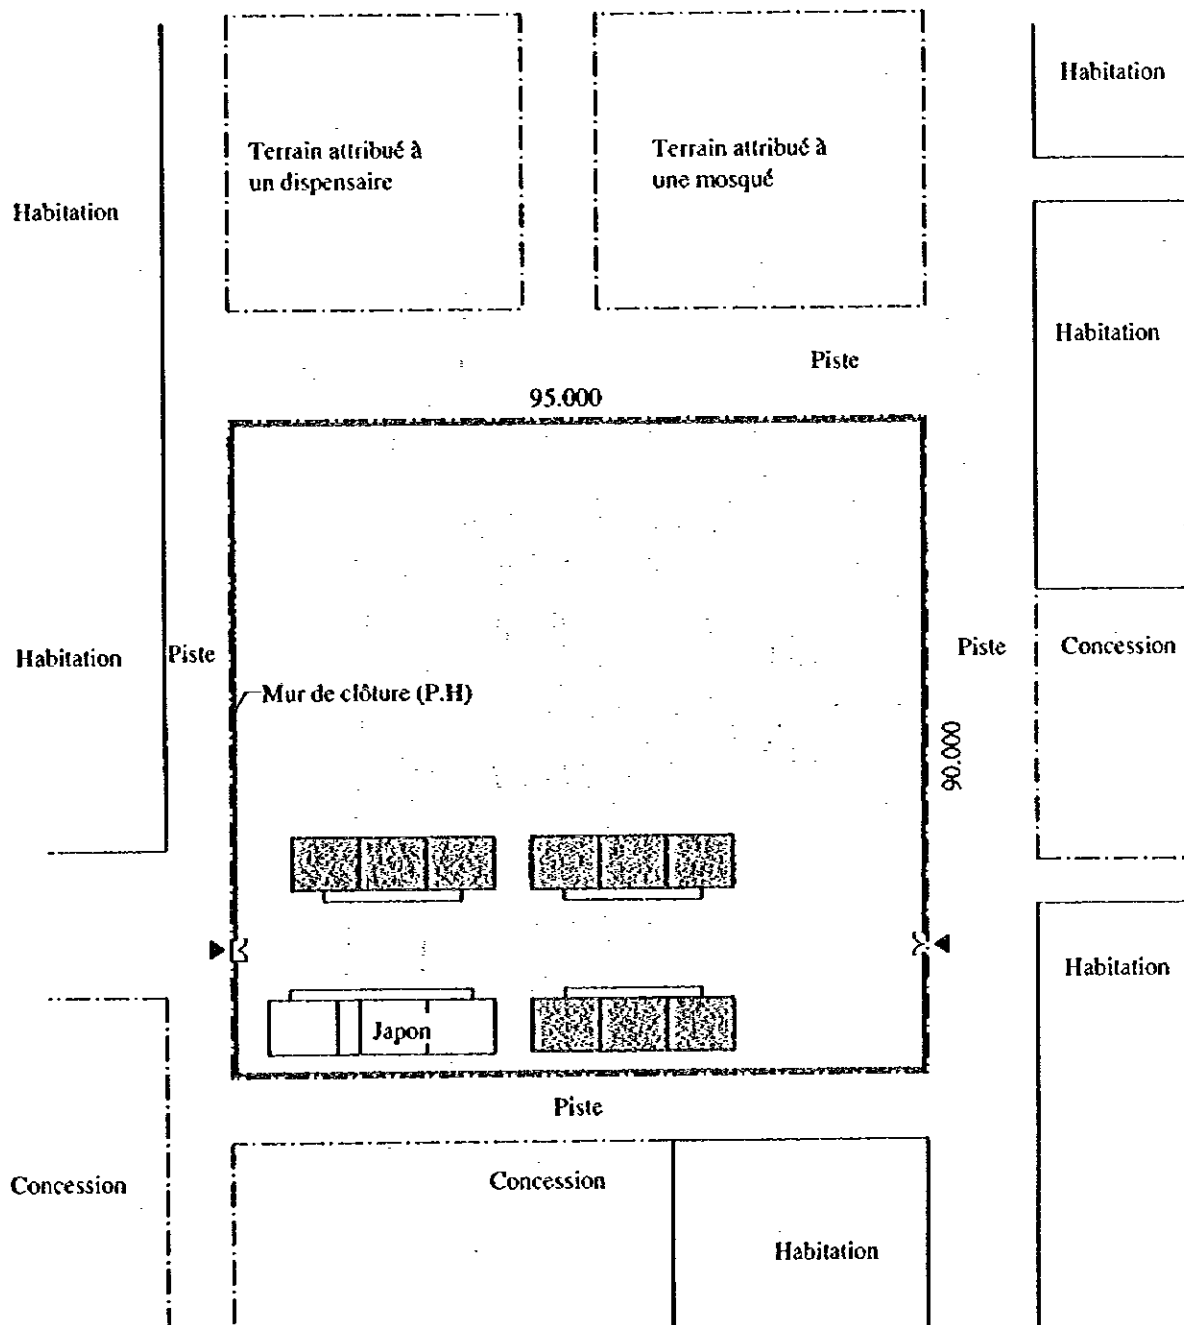 Habitation
Terrain attribué à
un dispensaire
Terrain attribué à
une mosqué
Habitation
Habitation
Piste
95.000
Habitation
Piste
Piste
Concession
Mur de clôture (P.H)
90.000
Habitation
Japon
Piste
Concession
Concession
Habitation